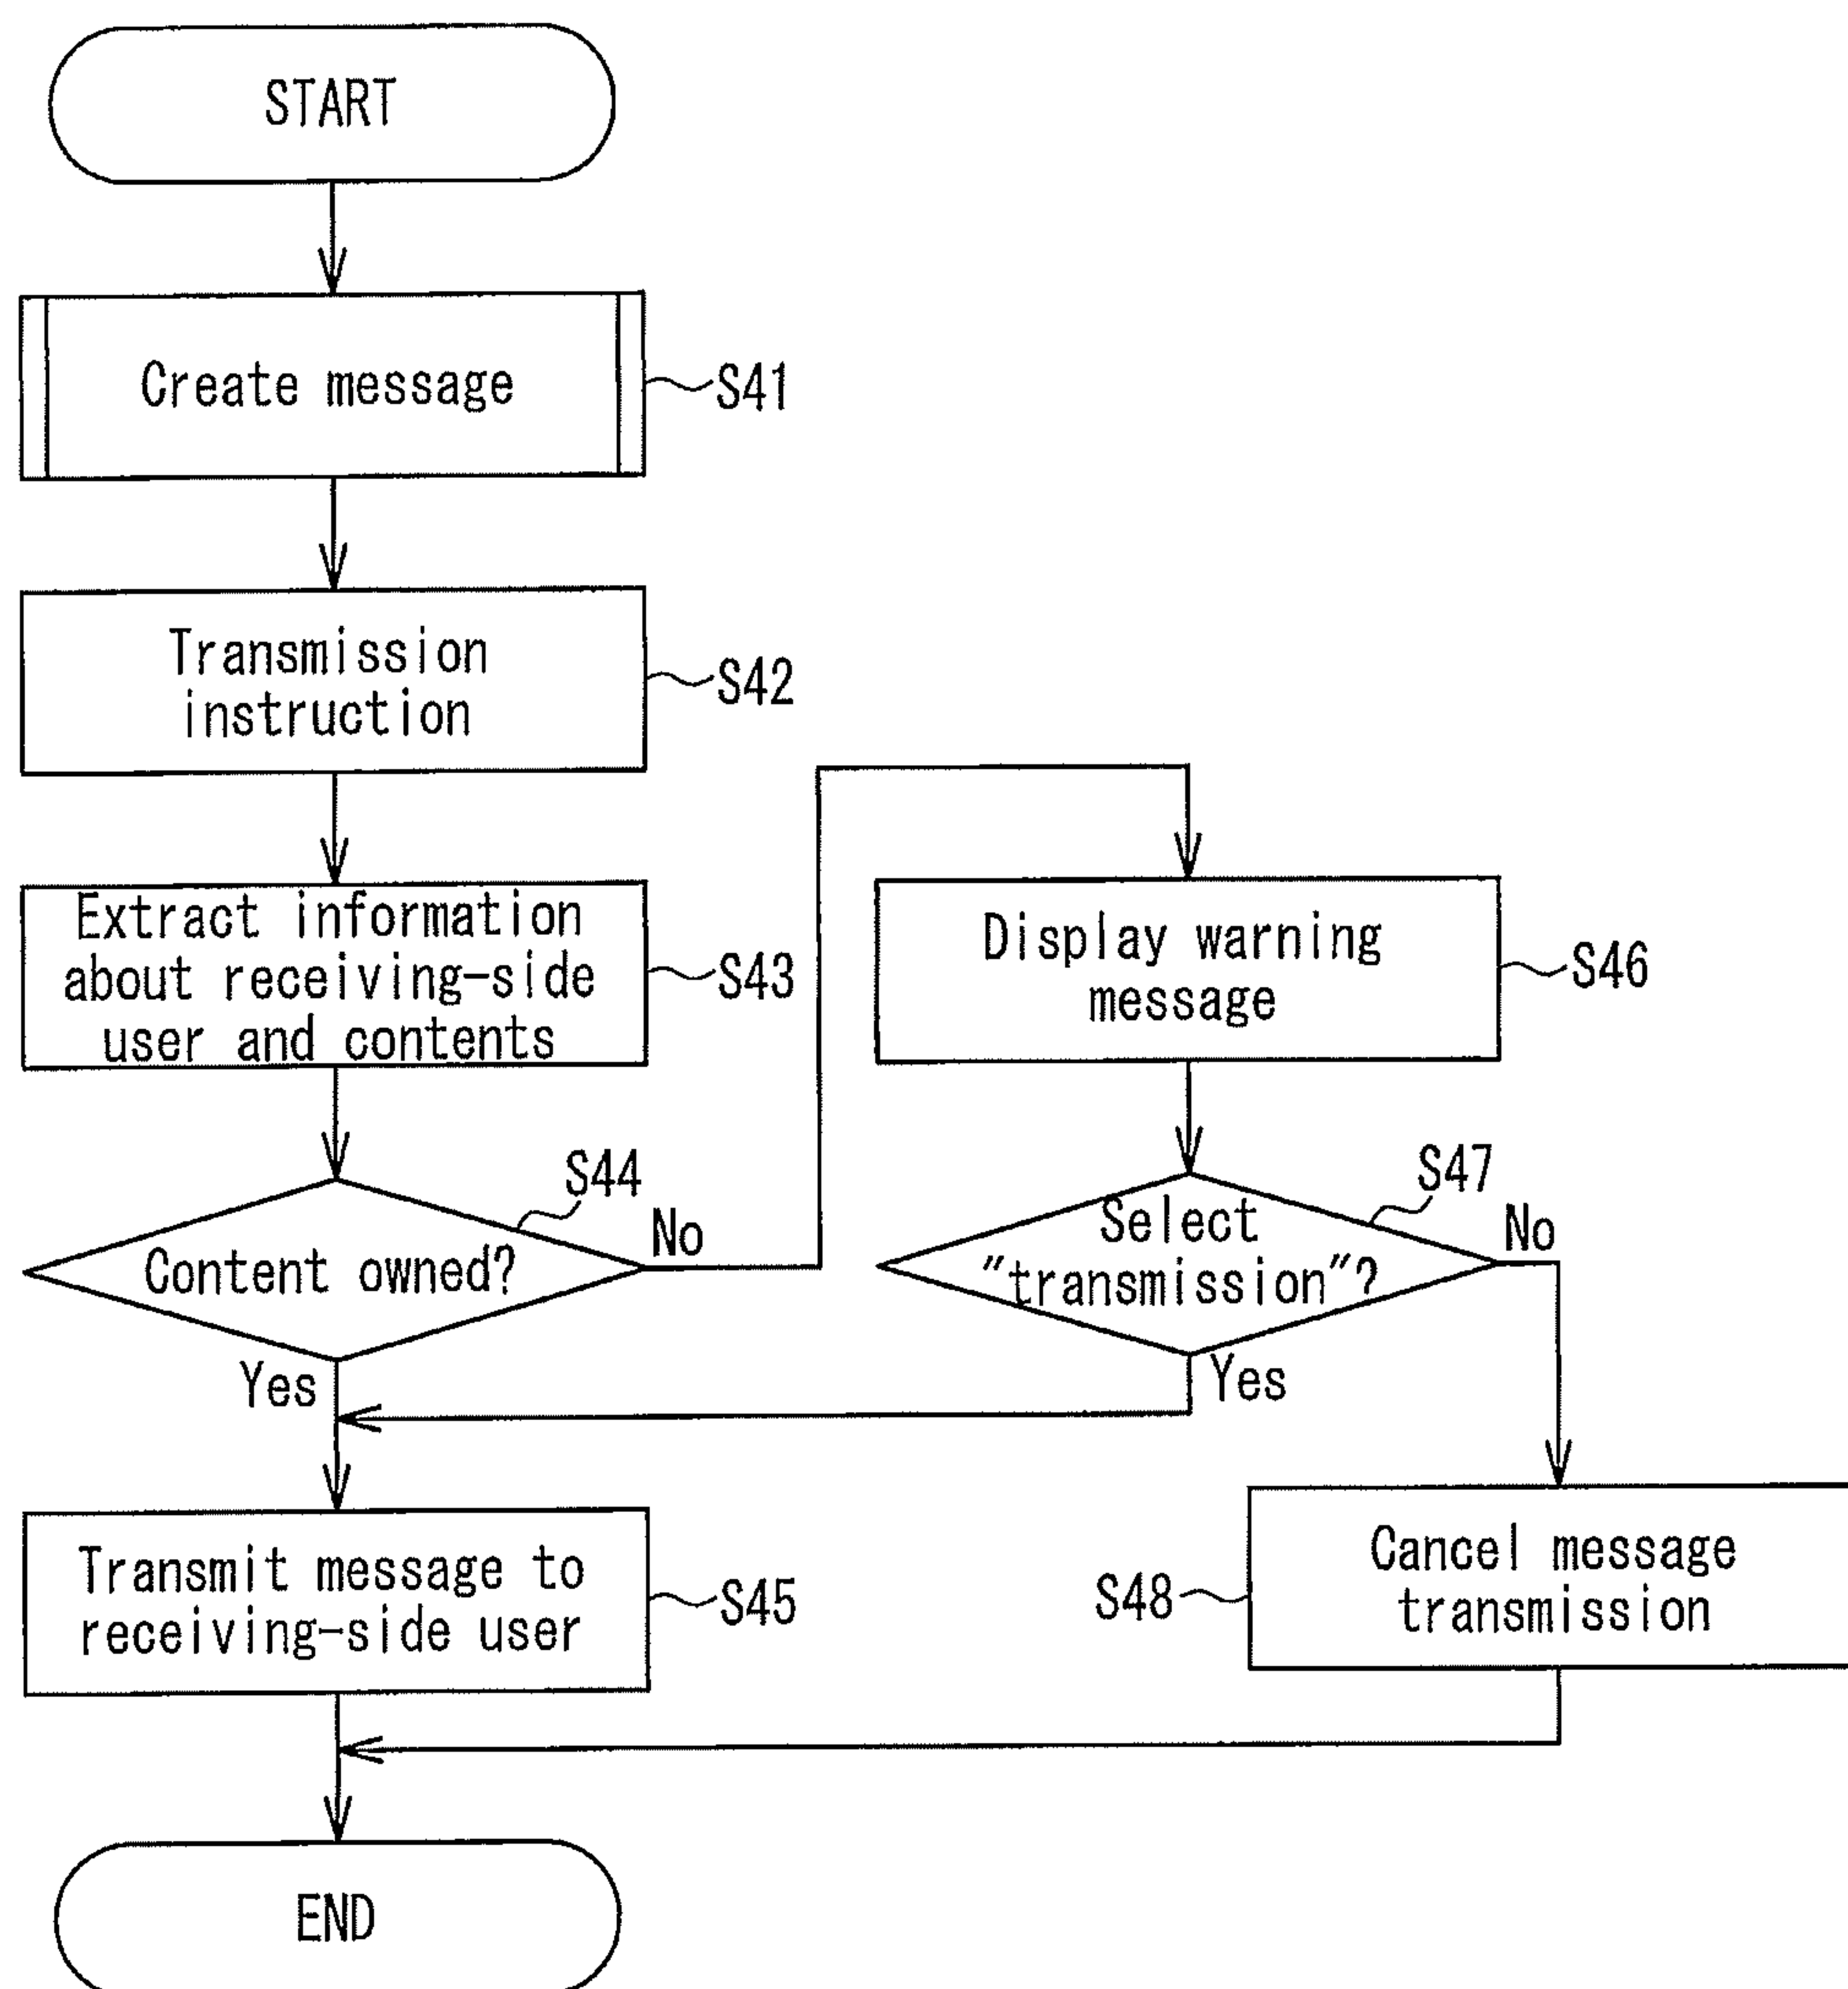 START
Create message
S41
Transmission
instruction
S42
Extract information
about receiving-side
user and contents
S43
Content owned?
S44
No
Yes
Transmit message to
receiving-side user
S45
Display warning
message
S46
Select
"transmission"?
S47
No
Yes
Cancel message
transmission
S48
END